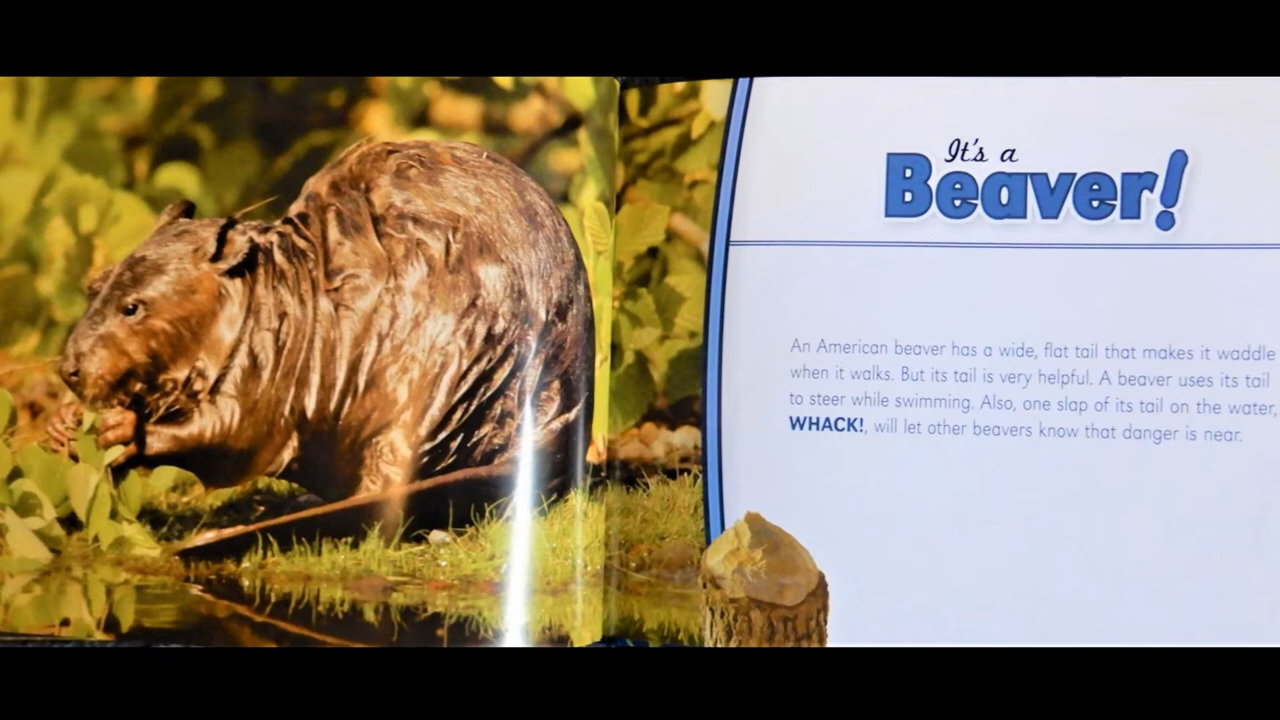 It's a
Beaver!
An American beaver has a wide, flat tail that makes it waddle
when it walks. But its tail is very helpful. A beaver uses its tail
to steer while swimming. Also, one slap of its tail on the water,
WHACK!, will let other beavers know that danger is near.